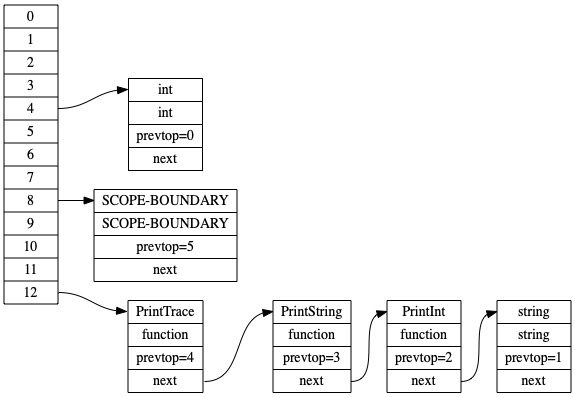 0
1
2
3
4
5
6
7
8
9
10
11
12
int
int
prevtop=0
next
SCOPE-BOUNDARY
SCOPE-BOUNDARY
prevtop=5
next
PrintTrace
function
prevtop=4
next
PrintString
function
prevtop=3
next
PrintInt
function
prevtop=2
next
string
string
prevtop=1
next